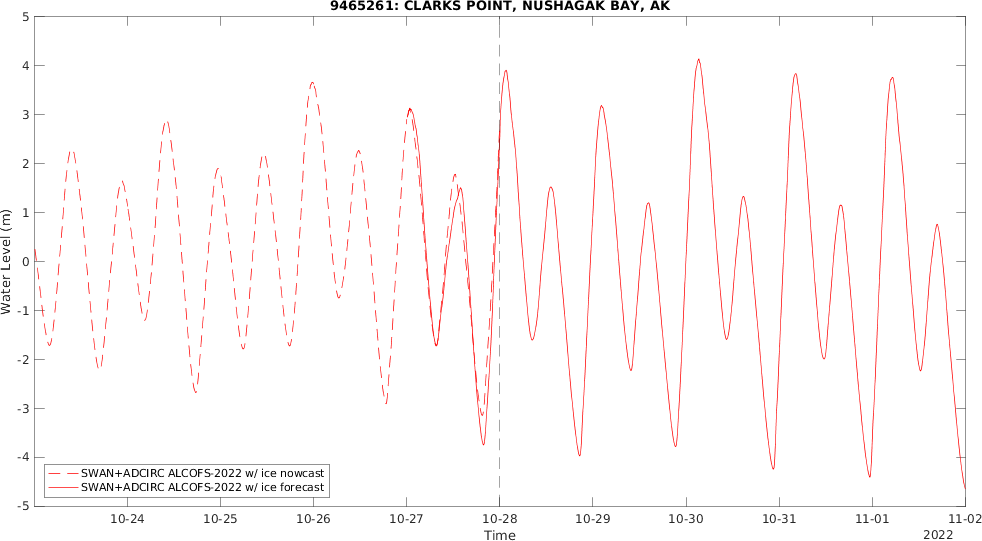 9465261: CLARKS POINT, NUSHAGAK BAY, AK
5
4
3
2
1
0
-1
-2
-3
-4
-5
Water Level (m)
SWAN+ADCIRC ALCOFS-2022 w/ ice nowcast
SWAN+ADCIRC ALCOFS-2022 w/ ice forecast
10-24 10-25 10-26 10-27 10-28 10-29 10-30 10-31 11-01 11-02
Time
2022